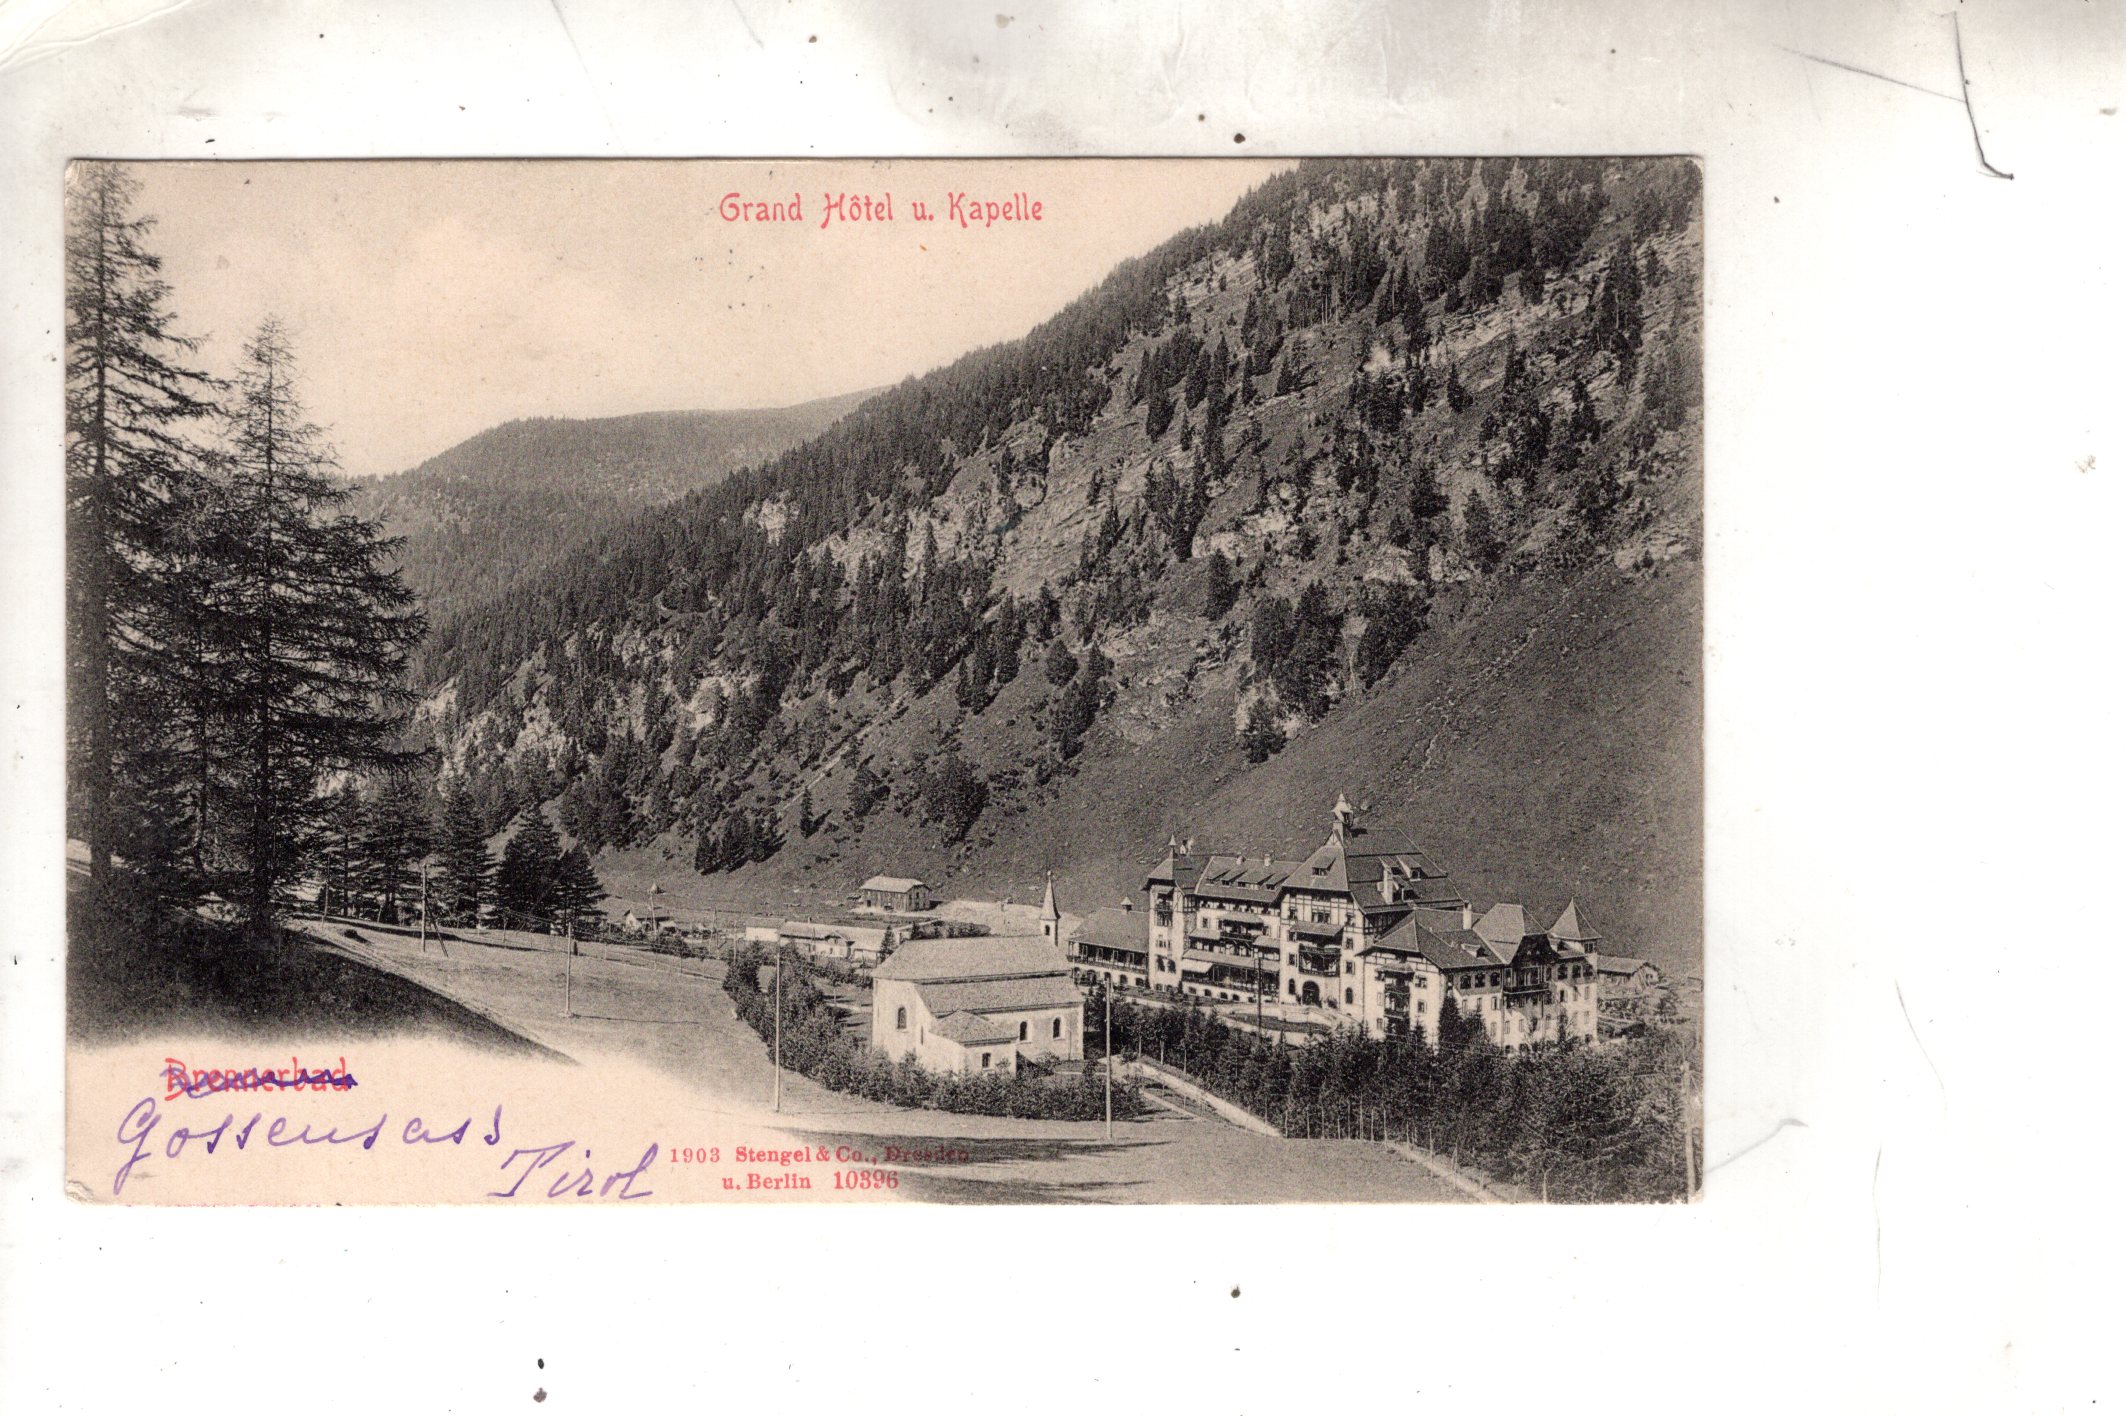 Grand Hôtel u. Kapelle
Brennerbad
Gossensass
Tirol
1903 Stengel & Co., Dresden
u. Berlin 10396